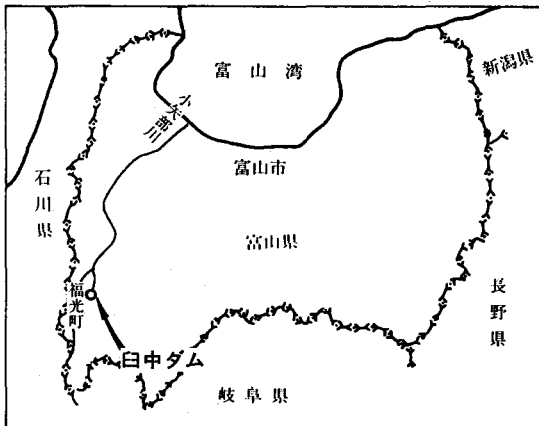 富山湾
新潟県
小矢部川
富山市
石川県
富山県
長野県
福光町
臼中ダム
岐阜県